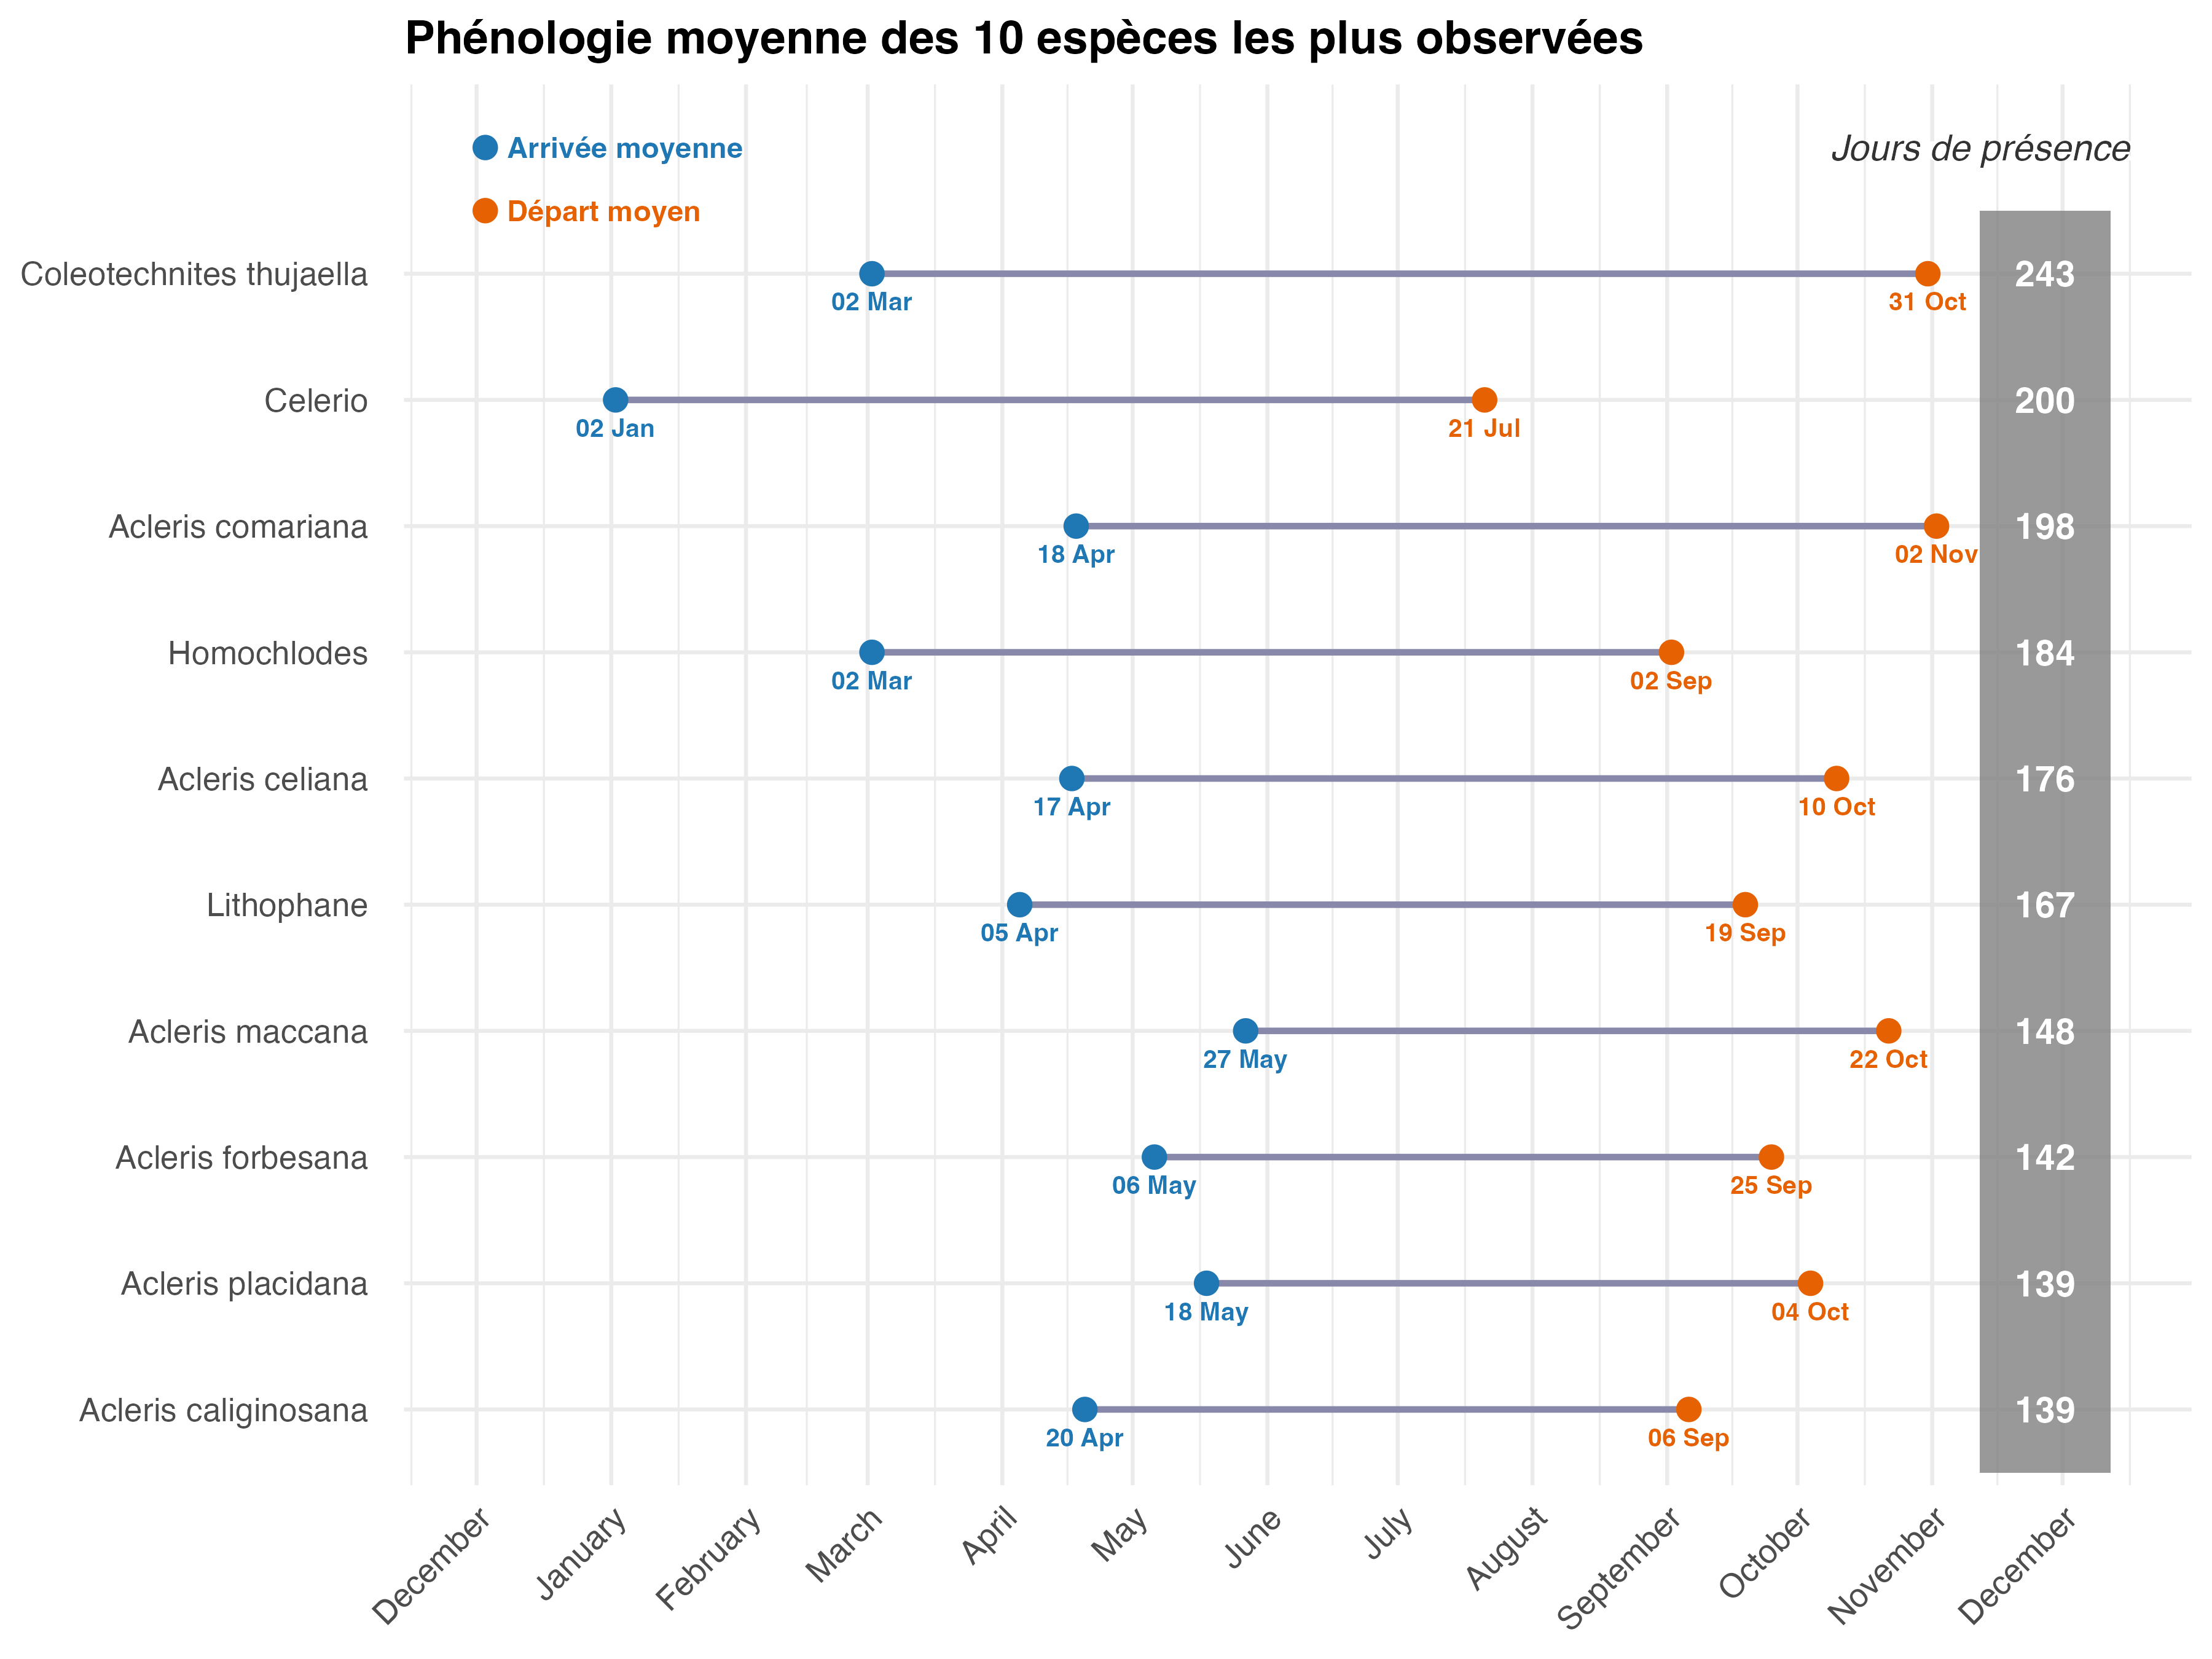 Phénologie moyenne des 10 espèces les plus observées
Arrivée moyenne
Jours de présence
Départ moyen
Coleotechnites thujaella
243
02 Mar
31 Oct
Celerio
200
02 Jan
21 Jul
Acleris comariana
198
18 Apr
02 Nov
Homochlodes
184
02 Mar
02 Sep
Acleris celiana
176
17 Apr
10 Oct
Lithophane
167
05 Apr
19 Sep
Acleris maccana
148
27 May
22 Oct
Acleris forbesana
142
06 May
25 Sep
Acleris placidana
139
18 May
04 Oct
Acleris caliginosana
139
20 Apr
06 Sep
December
January
February
March
April
May
June
July
August
September
October
November
December